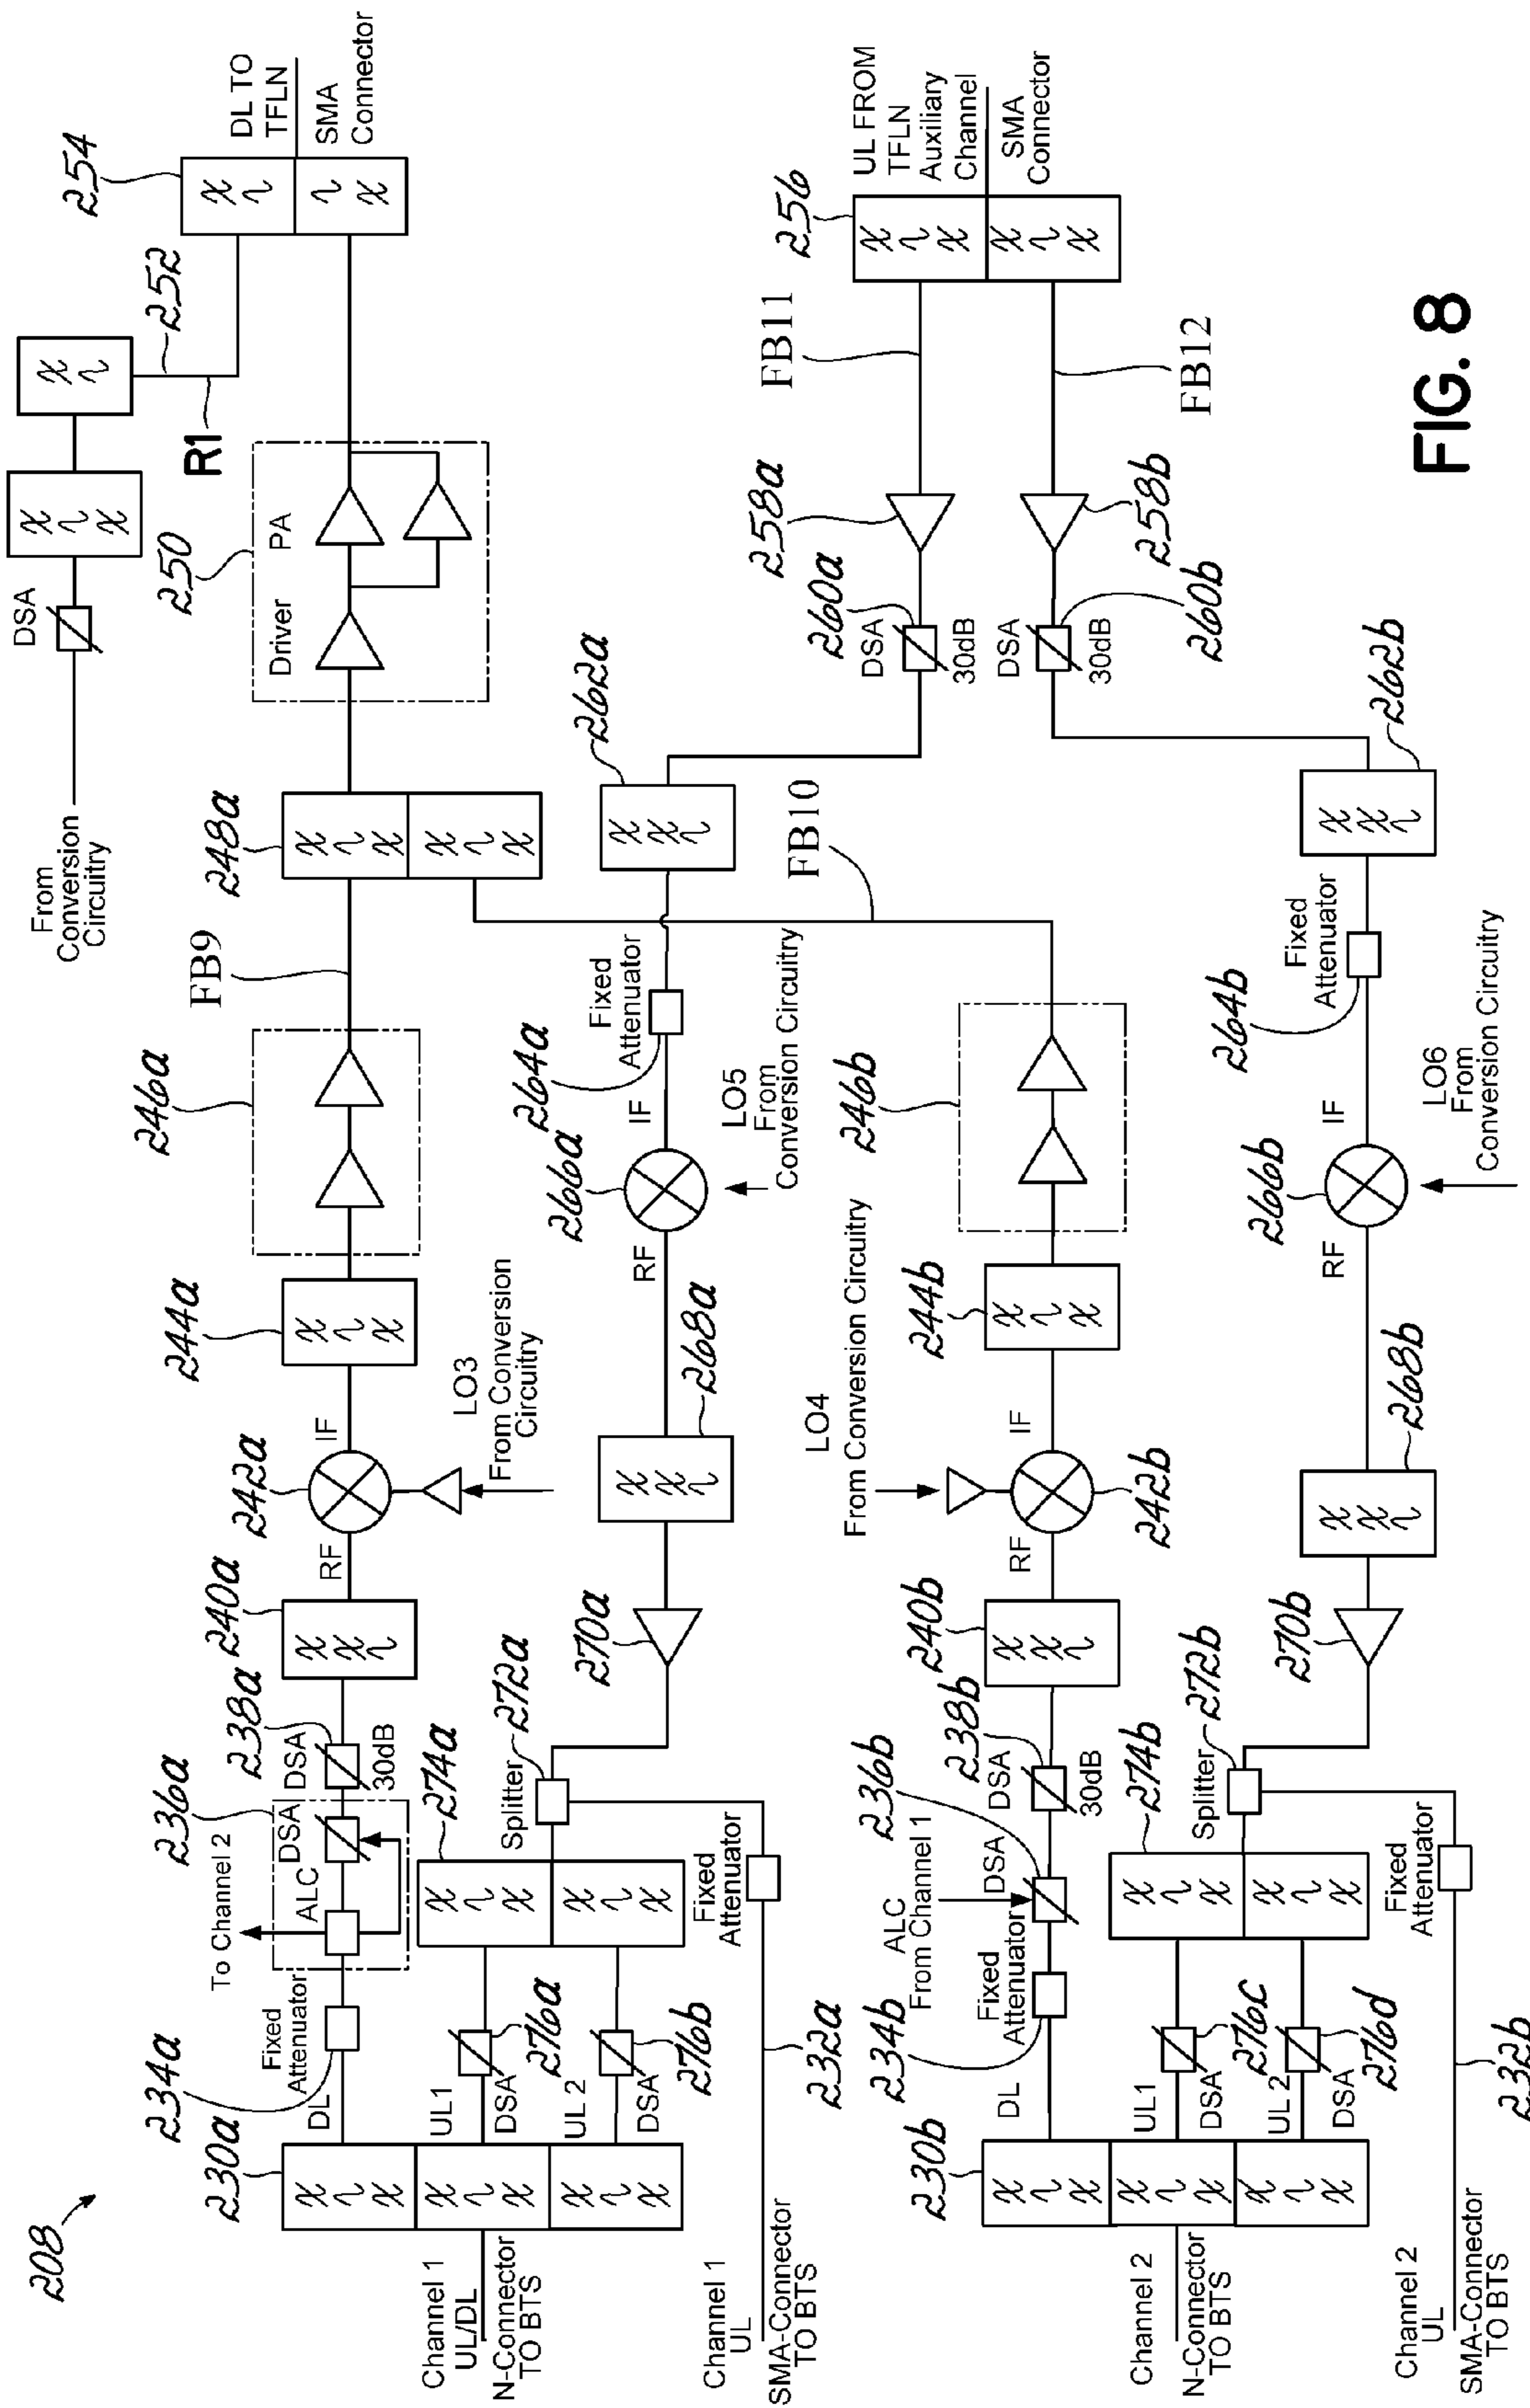 208
From
Conversion
Circuitry
DSA
R1
252
254
DL TO
TFLN
SMA
Connector
234a
Fixed
Attenuator
DL
To Channel 2
ALC
DSA
236a
238a
DSA
30dB
240a
RF
242a
IF
LO3
From Conversion
Circuitry
244a
246a
FB9
248a
250
Driver
PA
230a
Channel 1
UL/DL
N-Connector
TO BTS
UL1
DSA
276a
UL 2
DSA
276b
274a
Splitter
272a
Fixed
Attenuator
232a
Channel 1
UL
SMA-Connector
TO BTS
270a
268a
RF
266a
IF
LO5
From
Conversion Circuitry
264a
Fixed
Attenuator
262a
260a
DSA
30dB
258a
FB11
256
UL FROM
TFLN
Auxiliary
Channel
SMA
Connector
FB12
258b
DSA
30dB
260b
FB10
230b
Channel 2
N-Connector
TO BTS
DL
234b
Fixed
Attenuator
ALC
From Channel 1
DSA
236b
238b
DSA
30dB
240b
RF
242b
IF
LO4
From Conversion Circuitry
244b
246b
UL1
DSA
276c
UL 2
DSA
276d
274b
Splitter
272b
Fixed
Attenuator
232b
Channel 2
UL
SMA-Connector
TO BTS
270b
268b
RF
266b
IF
LO6
From
Conversion Circuitry
264b
Fixed
Attenuator
262b
FIG. 8